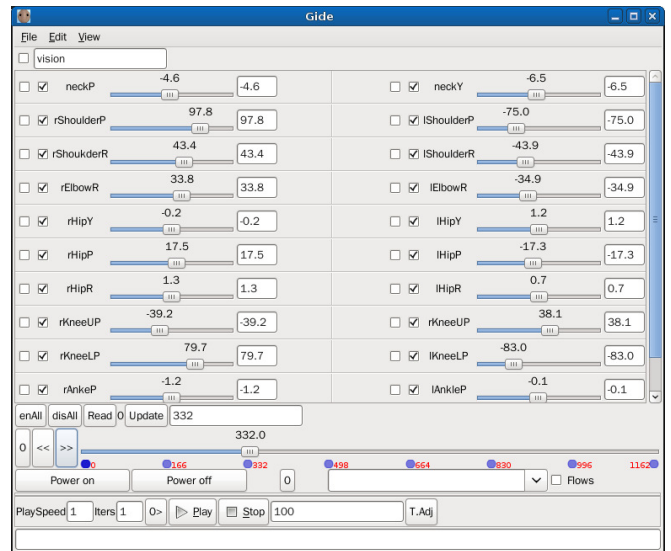 Gide
File Edit View
vision
neckP -4.6 -4.6 neckY -6.5 -6.5
rShoulderP 97.8 97.8 lShoulderP -75.0 -75.0
rShoukderR 43.4 43.4 lShoulderR -43.9 -43.9
rElbowR 33.8 33.8 lElbowR -34.9 -34.9
rHipY -0.2 -0.2 lHipY 1.2 1.2
rHipP 17.5 17.5 lHipP -17.3 -17.3
rHipR 1.3 1.3 lHipR 0.7 0.7
rKneeUP -39.2 -39.2 rKneeUP 38.1 38.1
rKneeLP 79.7 79.7 lKneeLP -83.0 -83.0
rAnkeP -1.2 -1.2 lAnkleP -0.1 -0.1
enAll disAll Read 0 Update 332
332.0
0 << >>
0 166 332 498 664 830 996 1162
Power on Power off 0 Flows
PlaySpeed 1 Iters 1 0> Play Stop 100 T.Adj